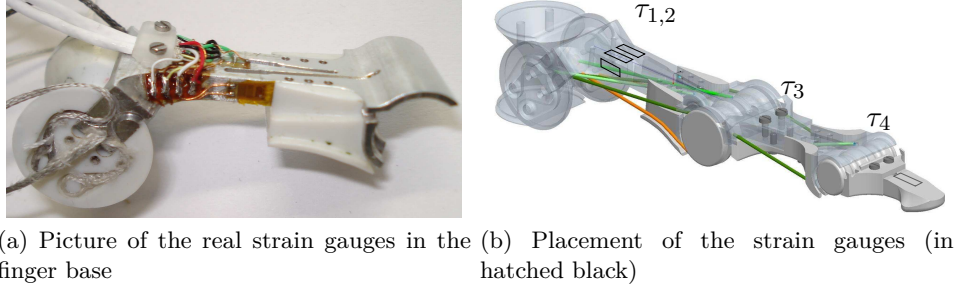 τ1,2
τ3
τ4
(a) Picture of the real strain gauges in the
finger base
(b) Placement of the strain gauges (in
hatched black)